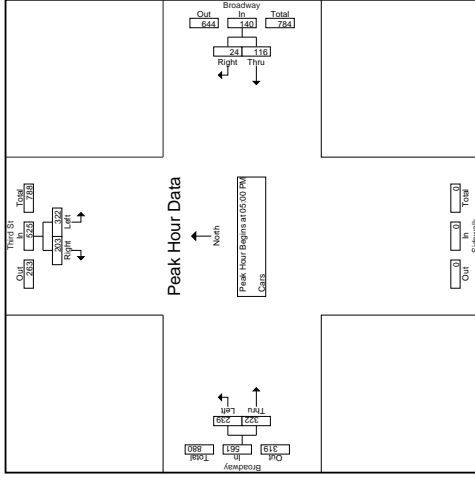 Broadway
Out In Total
644 140 784
24 116
Right Thru
Third St
Out In Total
263 525 788
203 322
Right Left
Peak Hour Data
North
Peak Hour Begins at 05:00 PM
Cars
Out In Total
0 0 0
Sidewalk
Left Thru
239 322
Total In Out
880 561 319
Broadway